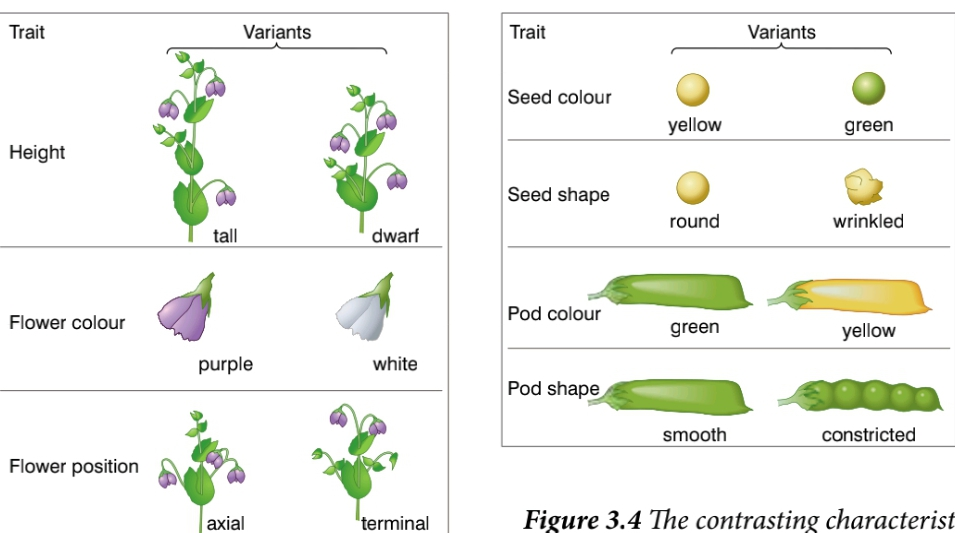 Trait Variants
Height
tall dwarf
Flower colour
purple white
Flower position
axial terminal
Trait Variants
Seed colour
yellow green
Seed shape
round wrinkled
Pod colour
green yellow
Pod shape
smooth constricted
Figure 3.4 The contrasting characterist